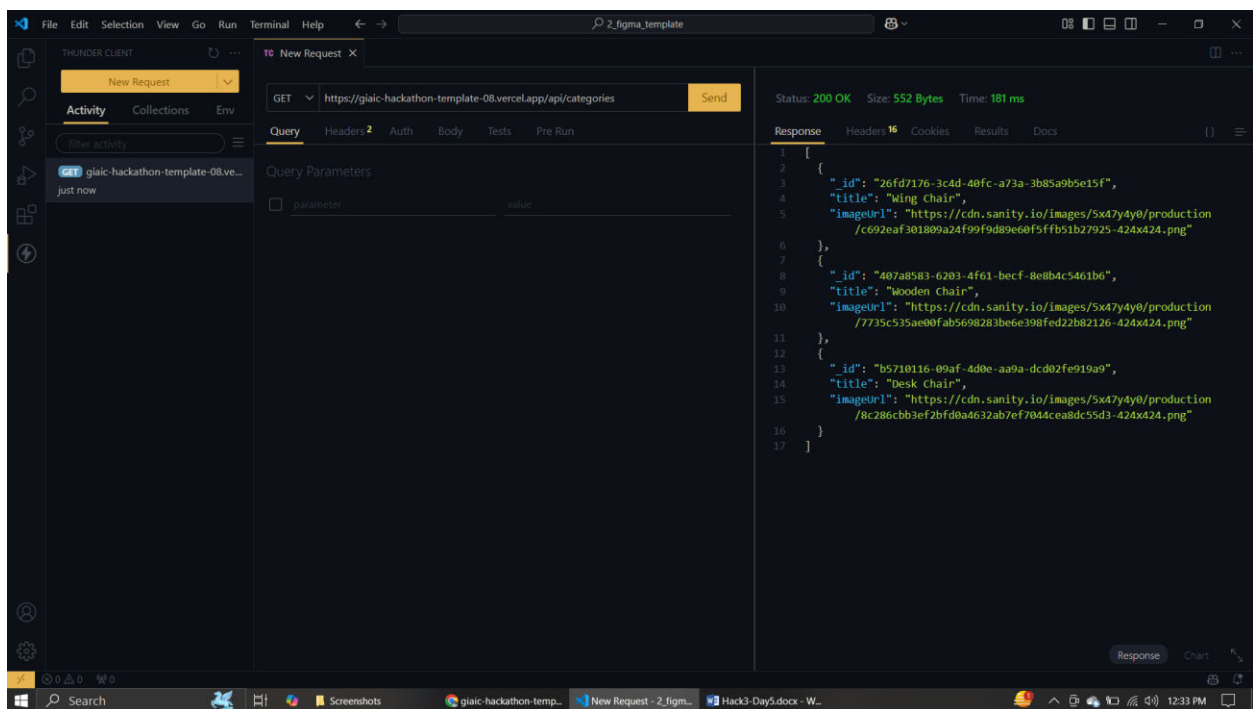 File Edit Selection View Go Run Terminal Help
2_figma_template
THUNDER CLIENT
New Request
Activity Collections Env
filter activity
GET giaic-hackathon-template-08.ve...
just now
TC New Request
GET https://giaic-hackathon-template-08.vercel.app/api/categories Send
Query Headers 2 Auth Body Tests Pre Run
Query Parameters
parameter value
Status: 200 OK Size: 552 Bytes Time: 181 ms
Response Headers 16 Cookies Results Docs {}
1 [
2 {
3 "_id": "26fd7176-3c4d-40fc-a73a-3b85a9b5e15f",
4 "title": "Wing Chair",
5 "imageUrl": "https://cdn.sanity.io/images/5x47y4y0/production
/c692eaf301809a24f99f9d89e60f5ffb51b27925-424x424.png"
6 },
7 {
8 "_id": "407a8583-6203-4f61-becf-8e8b4c5461b6",
9 "title": "Wooden Chair",
10 "imageUrl": "https://cdn.sanity.io/images/5x47y4y0/production
/7735c535ae00fab5698283be6e398fed22b82126-424x424.png"
11 },
12 {
13 "_id": "b5710116-09af-4d0e-aa9a-dcd02fe919a9",
14 "title": "Desk Chair",
15 "imageUrl": "https://cdn.sanity.io/images/5x47y4y0/production
/8c286cbb3ef2bfd0a4632ab7ef7044cea8dc55d3-424x424.png"
16 }
17 ]
Response Chart
0 0 0
Search
Screenshots
giaic-hackathon-temp...
New Request - 2_figm...
Hack3-Day5.docx - W...
12:33 PM